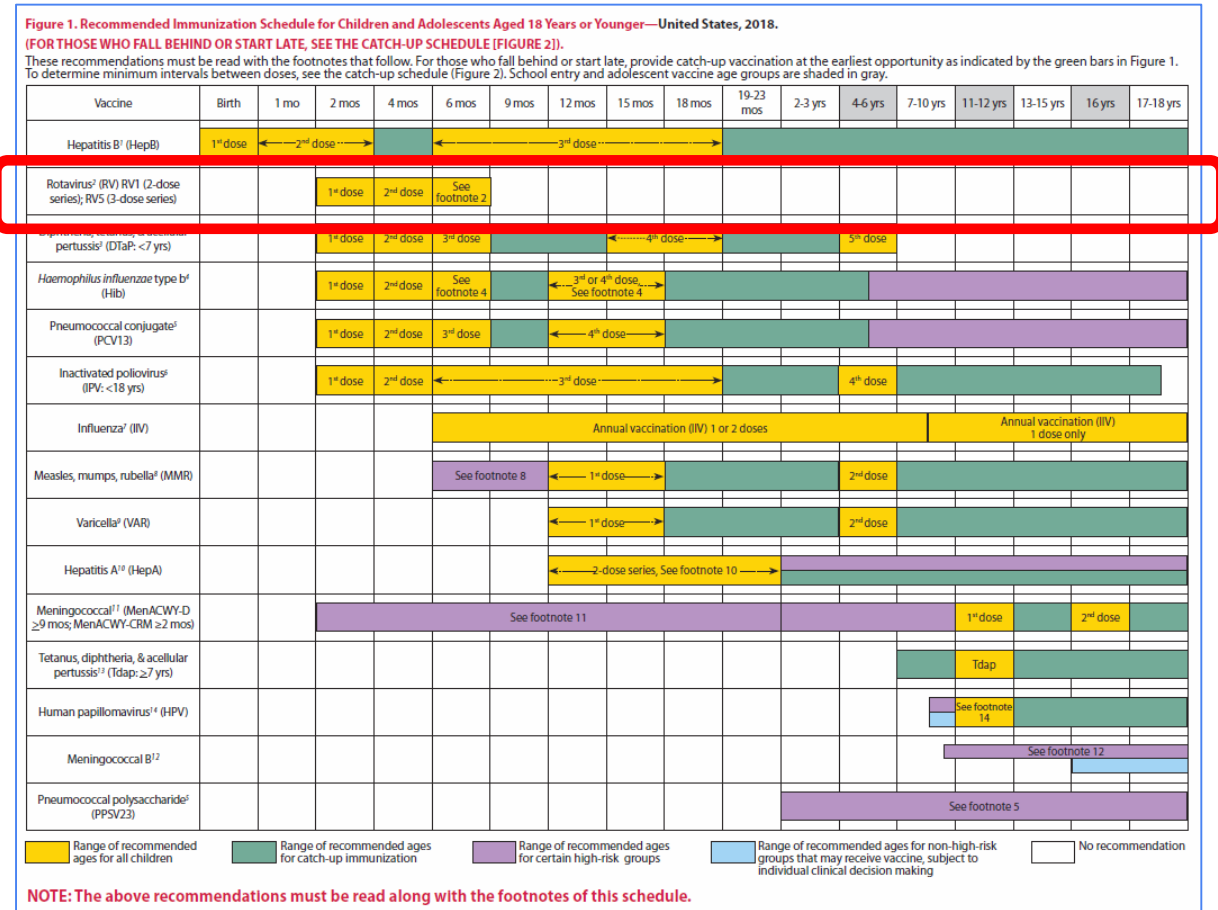 Figure 1. Recommended Immunization Schedule for Children and Adolescents Aged 18 Years or Younger—United States, 2018.
(FOR THOSE WHO FALL BEHIND OR START LATE, SEE THE CATCH-UP SCHEDULE [FIGURE 2]).
These recommendations must be read with the footnotes that follow. For those who fall behind or start late, provide catch-up vaccination at the earliest opportunity as indicated by the green bars in Figure 1.
To determine minimum intervals between doses, see the catch-up schedule (Figure 2). School entry and adolescent vaccine age groups are shaded in gray.
Vaccine Birth 1 mo 2 mos 4 mos 6 mos 9 mos 12 mos 15 mos 18 mos 19-23 mos 2-3 yrs 4-6 yrs 7-10 yrs 11-12 yrs 13-15 yrs 16 yrs 17-18 yrs
Hepatitis B¹ (HepB) 1st dose 2nd dose 3rd dose
Rotavirus² (RV) RV1 (2-dose
series); RV5 (3-dose series)
1st dose 2nd dose See
footnote 2
Diphtheria, tetanus, & acellular
pertussis³ (DTaP: <7 yrs)
1st dose 2nd dose 3rd dose 4th dose 5th dose
Haemophilus influenzae type b⁴
(Hib)
1st dose 2nd dose See
footnote 4
3rd or 4th dose,
See footnote 4
Pneumococcal conjugate⁵
(PCV13)
1st dose 2nd dose 3rd dose 4th dose
Inactivated poliovirus⁶
(IPV: <18 yrs)
1st dose 2nd dose 3rd dose 4th dose
Influenza⁷ (IIV) Annual vaccination (IIV) 1 or 2 doses
Annual vaccination (IIV)
1 dose only
Measles, mumps, rubella⁸ (MMR) See footnote 8 1st dose 2nd dose
Varicella⁹ (VAR) 1st dose 2nd dose
Hepatitis A¹⁰ (HepA) 2-dose series, See footnote 10
Meningococcal¹¹ (MenACWY-D
≥9 mos; MenACWY-CRM ≥2 mos)
See footnote 11 1st dose 2nd dose
Tetanus, diphtheria, & acellular
pertussis¹³ (Tdap: ≥7 yrs)
Tdap
Human papillomavirus¹⁴ (HPV) See footnote
14
Meningococcal B¹² See footnote 12
Pneumococcal polysaccharide⁵
(PPSV23)
See footnote 5
Range of recommended
ages for all children
Range of recommended ages
for catch-up immunization
Range of recommended ages
for certain high-risk groups
Range of recommended ages for non-high-risk
groups that may receive vaccine, subject to
individual clinical decision making
No recommendation
NOTE: The above recommendations must be read along with the footnotes of this schedule.